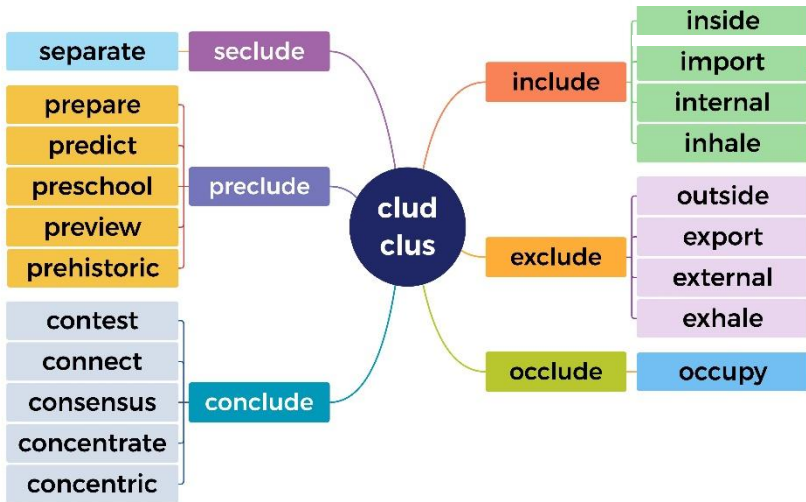 clud
clus
seclude
separate
preclude
prepare
predict
preschool
preview
prehistoric
conclude
contest
connect
consensus
concentrate
concentric
include
inside
import
internal
inhale
exclude
outside
export
external
exhale
occlude
occupy